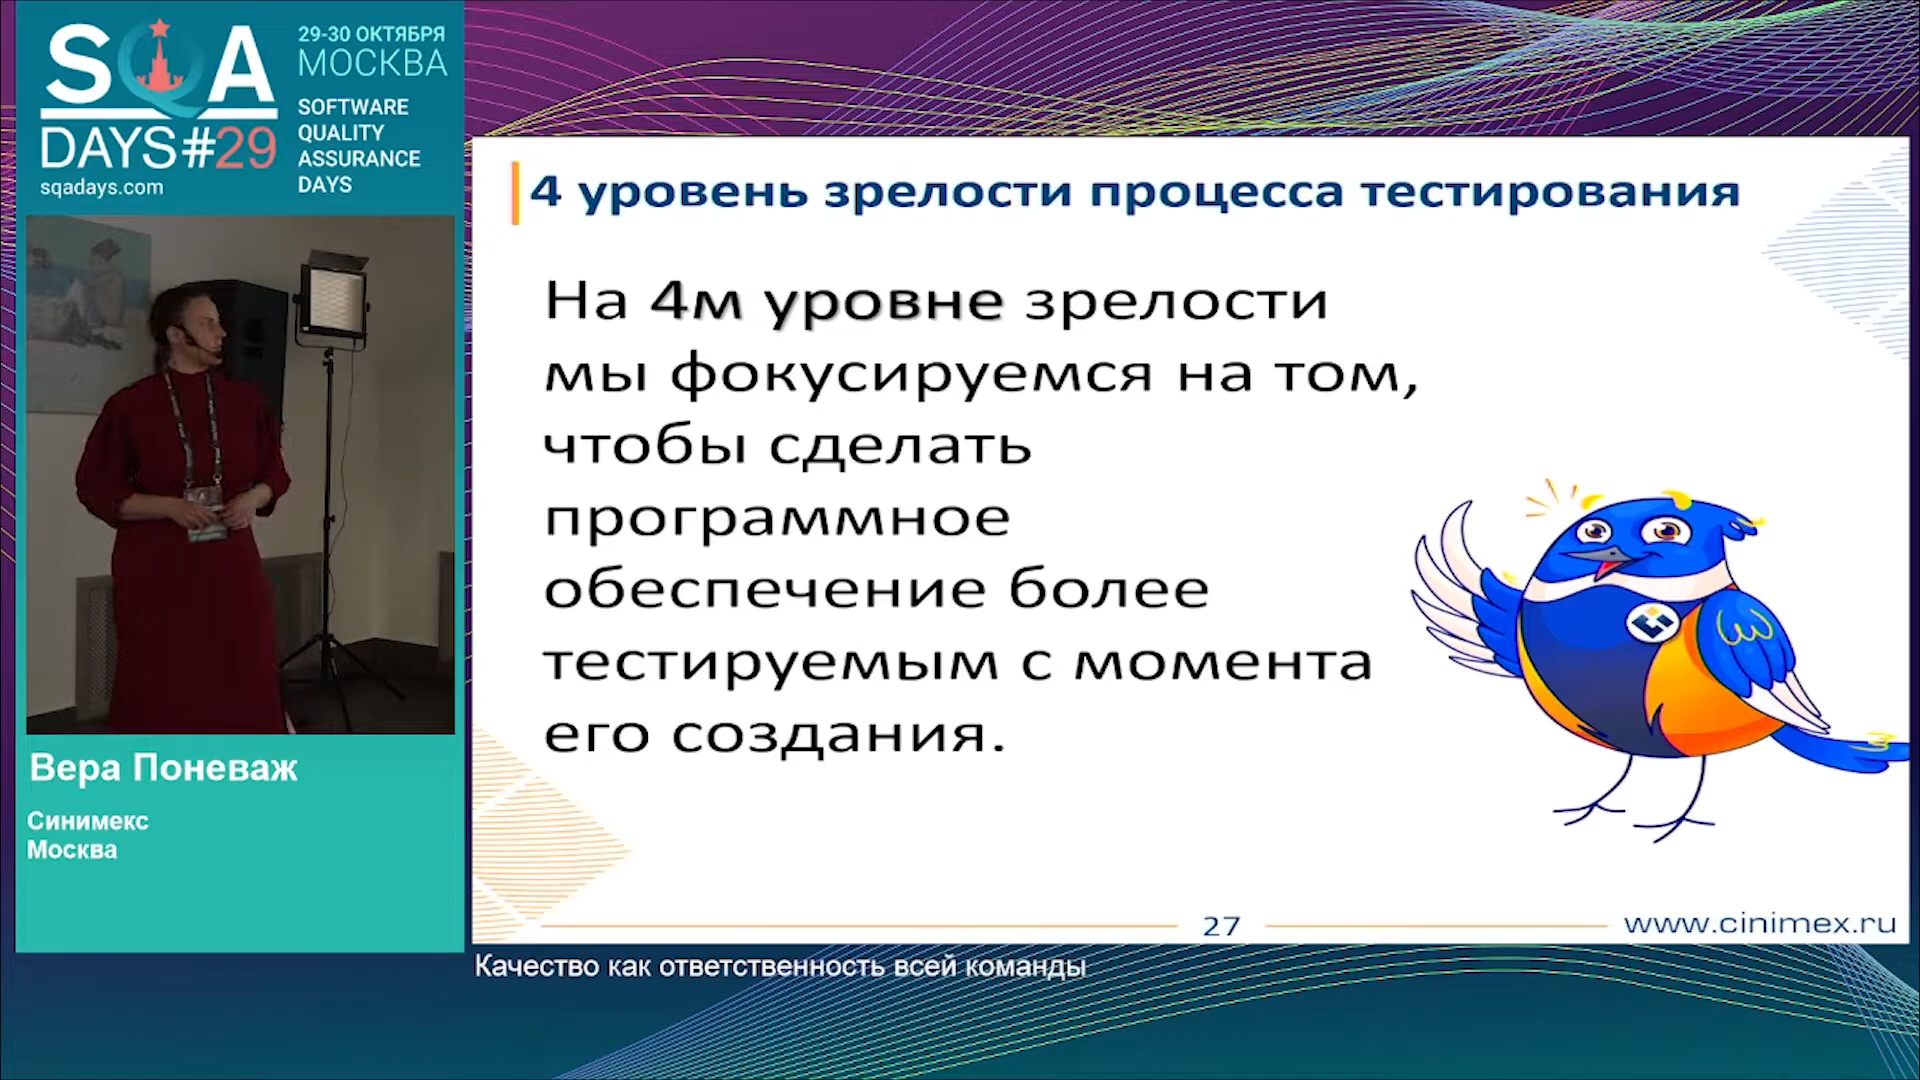 SQA
DAYS#29
sqadays.com
29-30 ОКТЯБРЯ
МОСКВА
SOFTWARE
QUALITY
ASSURANCE
DAYS
Вера Поневаж
Синимекс
Москва
4 уровень зрелости процесса тестирования
На 4м уровне зрелости
мы фокусируемся на том,
чтобы сделать
программное
обеспечение более
тестируемым с момента
его создания.
27
www.cinimex.ru
Качество как ответственность всей команды